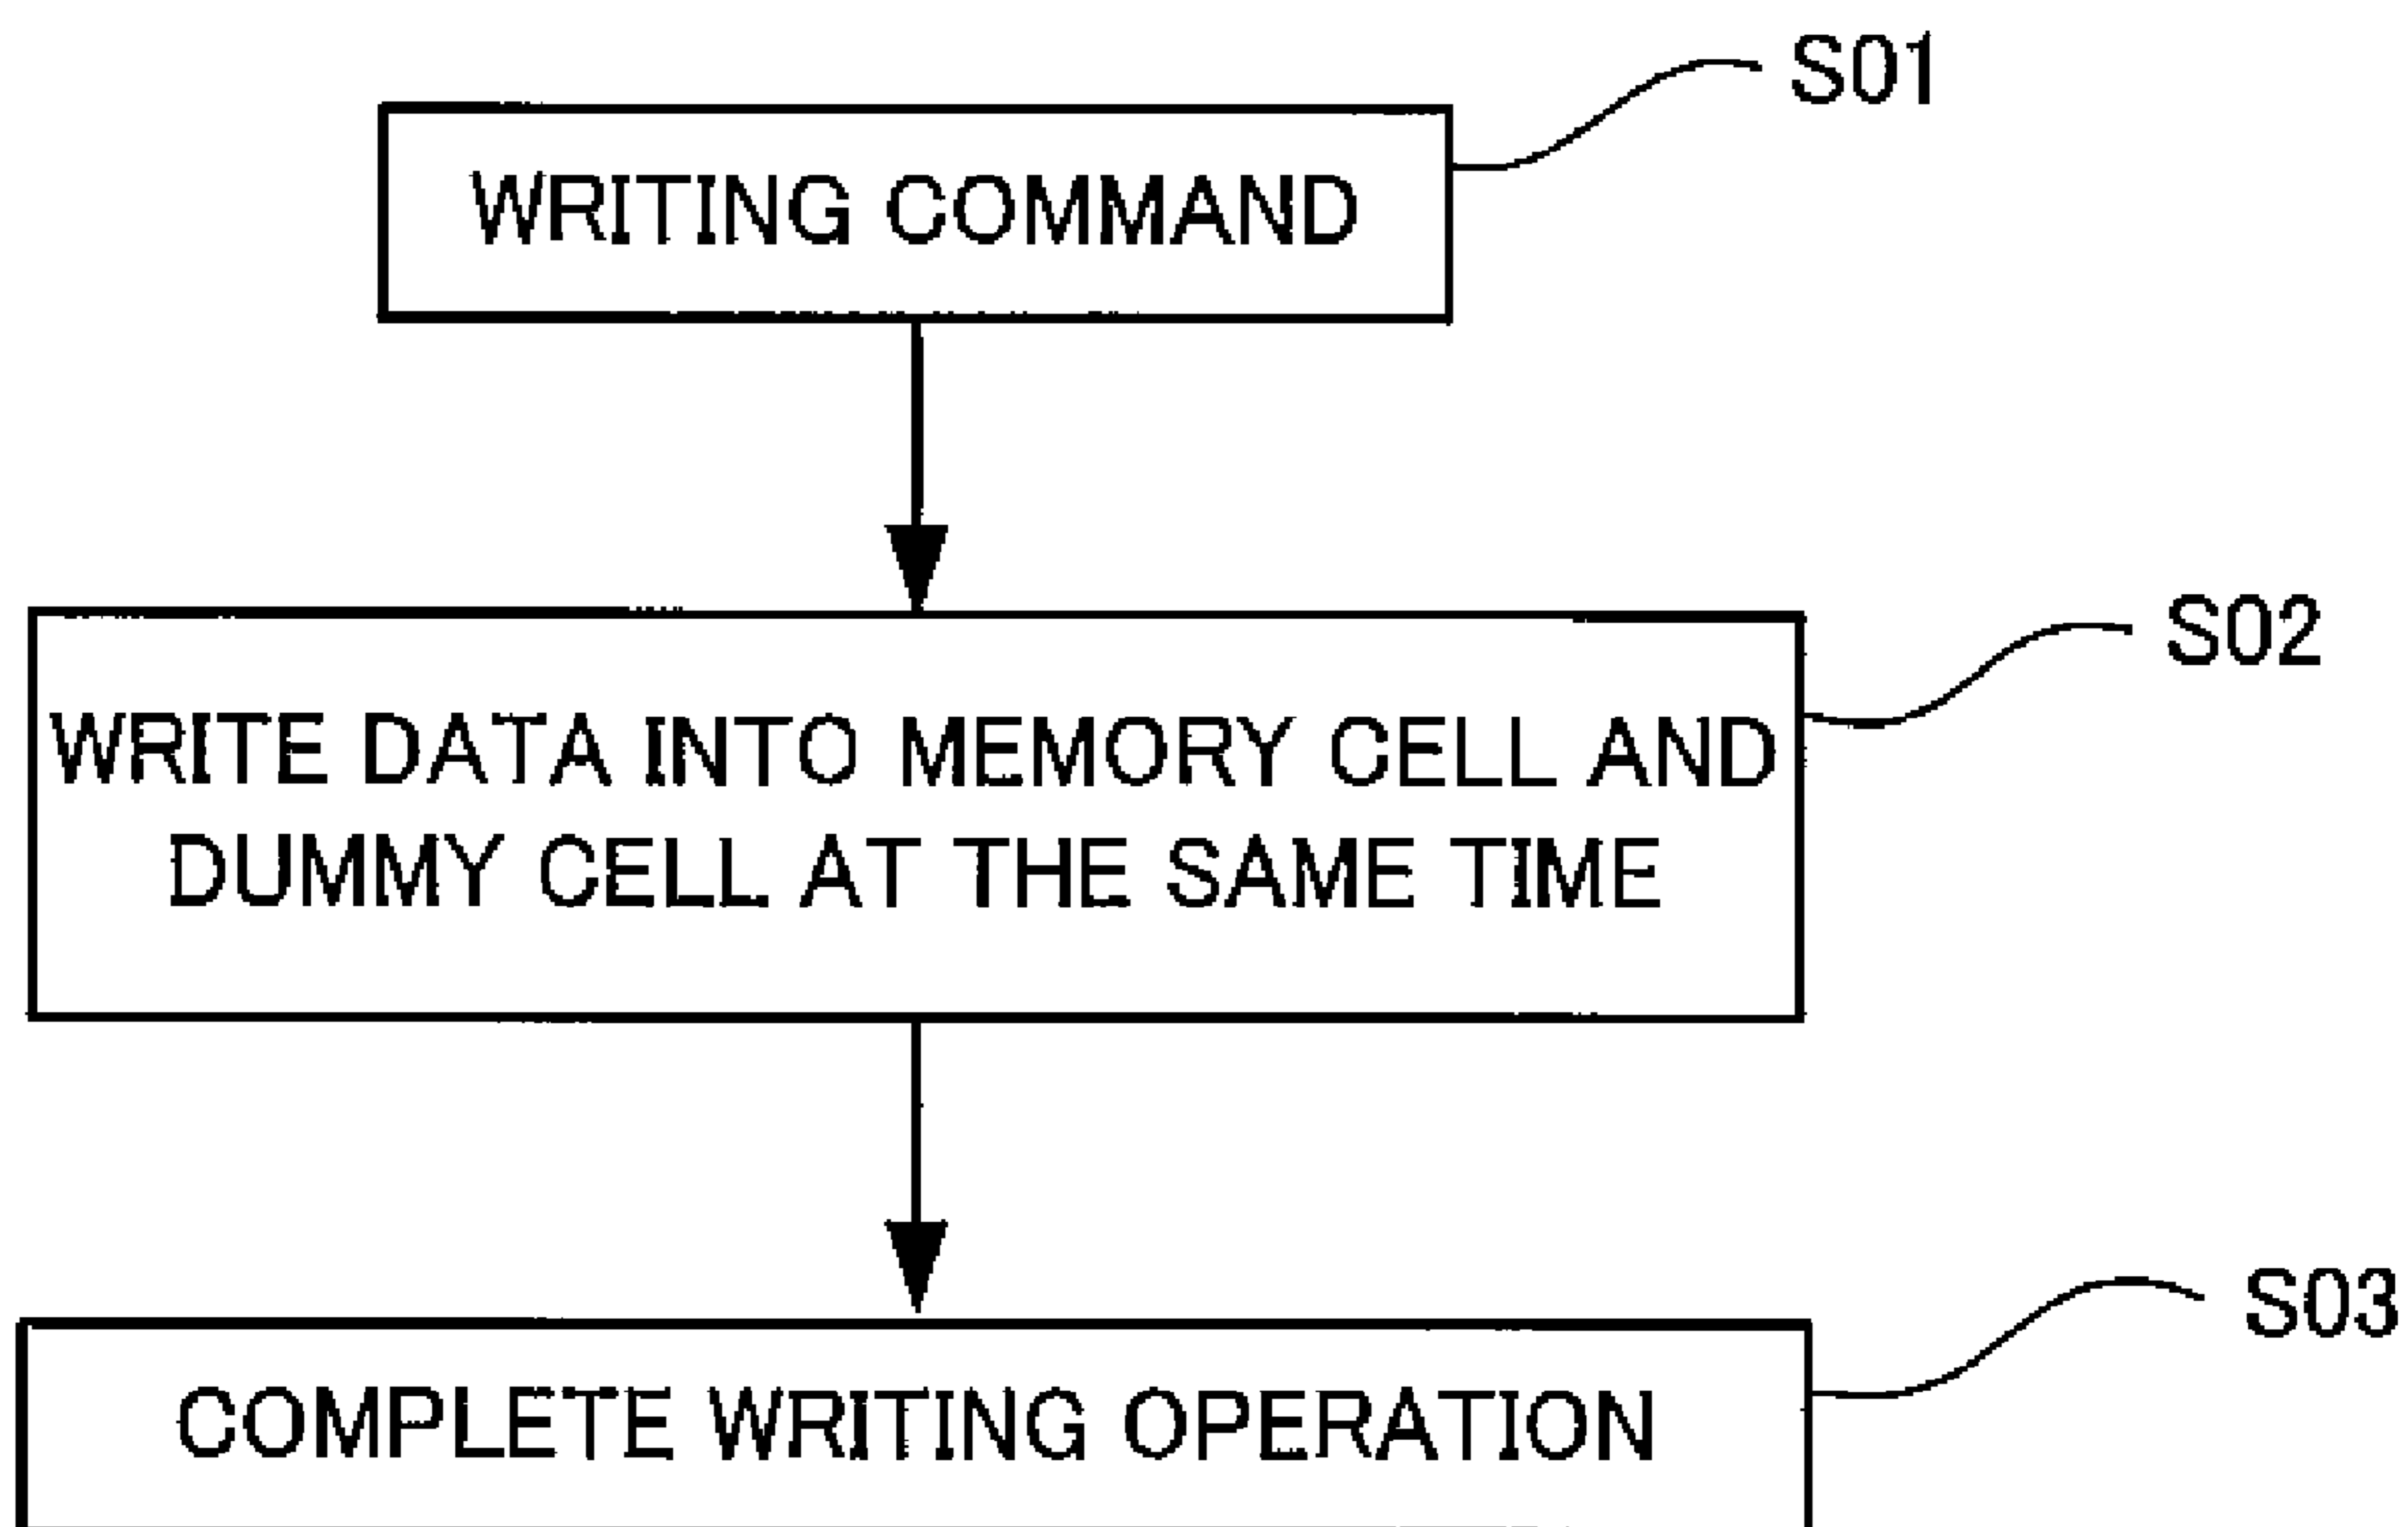 S01
WRITING COMMAND
S02
WRITE DATA INTO MEMORY CELL AND
DUMMY CELL AT THE SAME TIME
S03
COMPLETE WRITING OPERATION